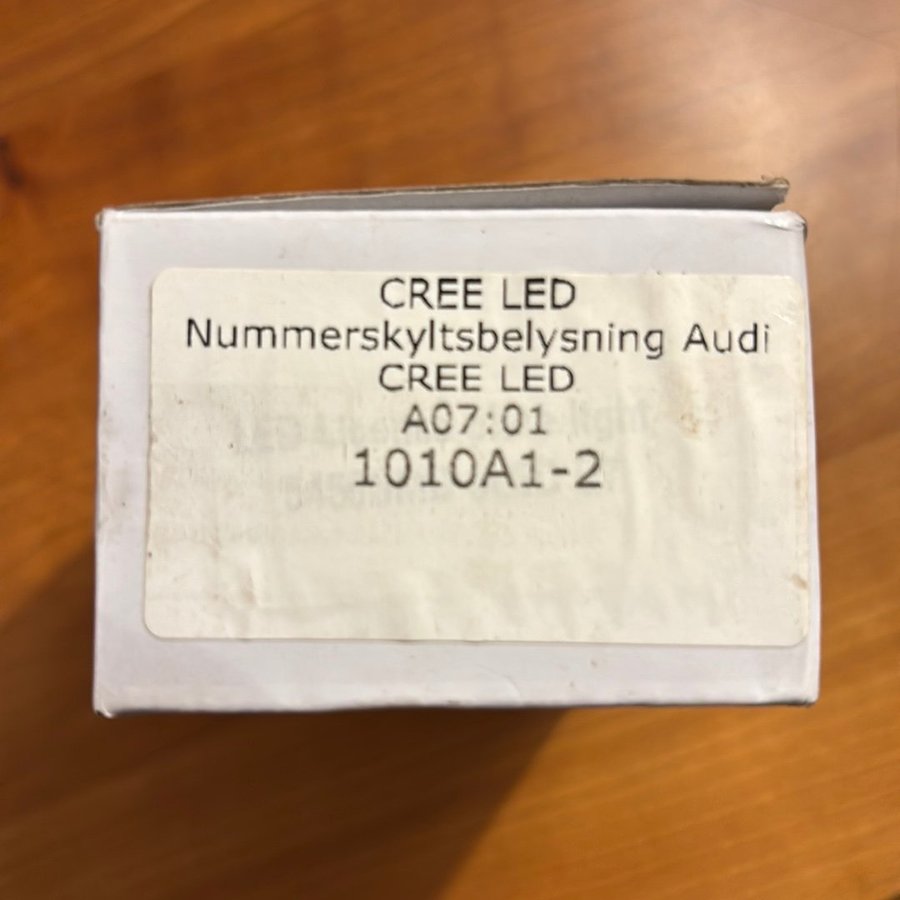 CREE LED
Nummerskyltsbelysning Audi
CREE LED
A07:01
1010A1-2